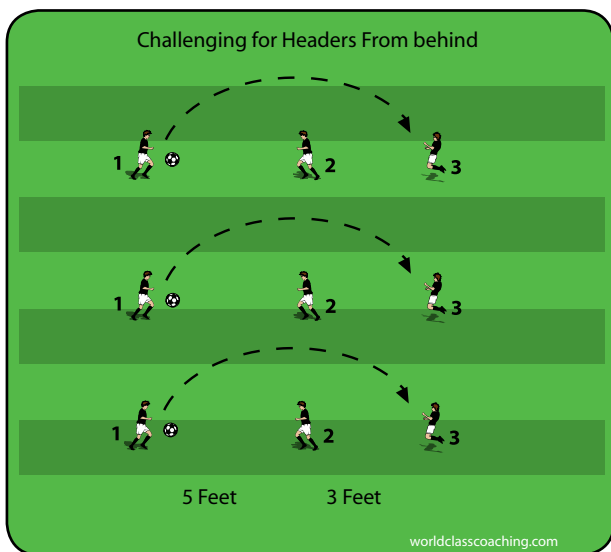 Challenging for Headers From behind
1 2 3
1 2 3
1 2 3
5 Feet 3 Feet
worldclasscoaching.com